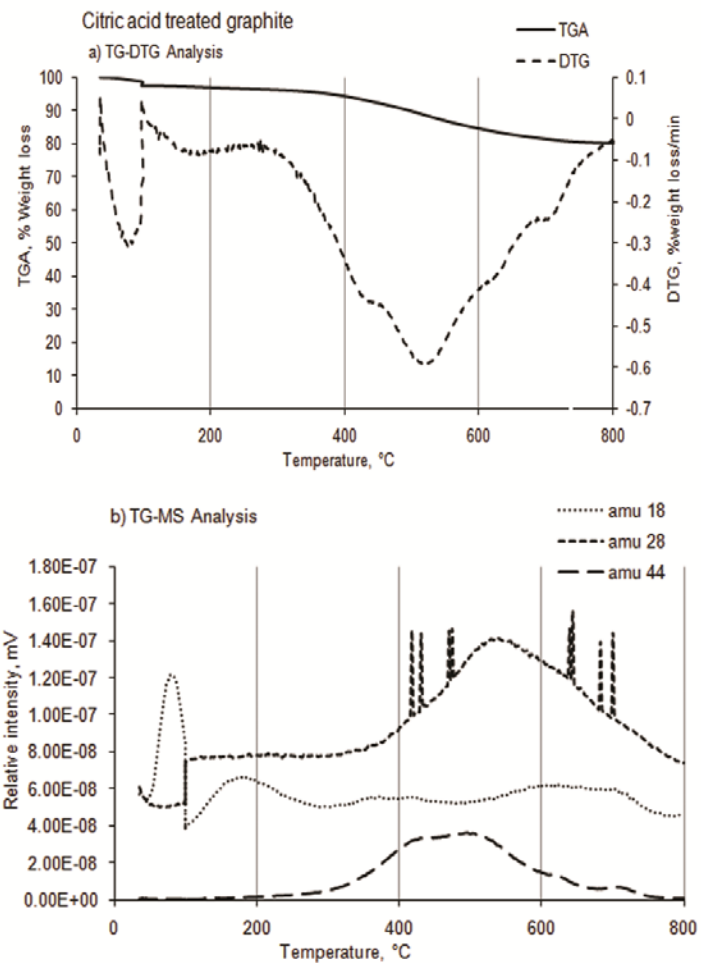 Citric acid treated graphite
a) TG-DTG Analysis
TGA
DTG
100
90
80
70
60
50
40
30
20
10
0
TGA, % Weight loss
0.1
0
-0.1
-0.2
-0.3
-0.4
-0.5
-0.6
-0.7
DTG, %weight loss/min
0 200 400 600 800
Temperature, °C
b) TG-MS Analysis
amu 18
amu 28
amu 44
1.80E-07
1.60E-07
1.40E-07
1.20E-07
1.00E-07
8.00E-08
6.00E-08
4.00E-08
2.00E-08
0.00E+00
Relative intensity, mV
0 200 400 600 800
Temperature, °C